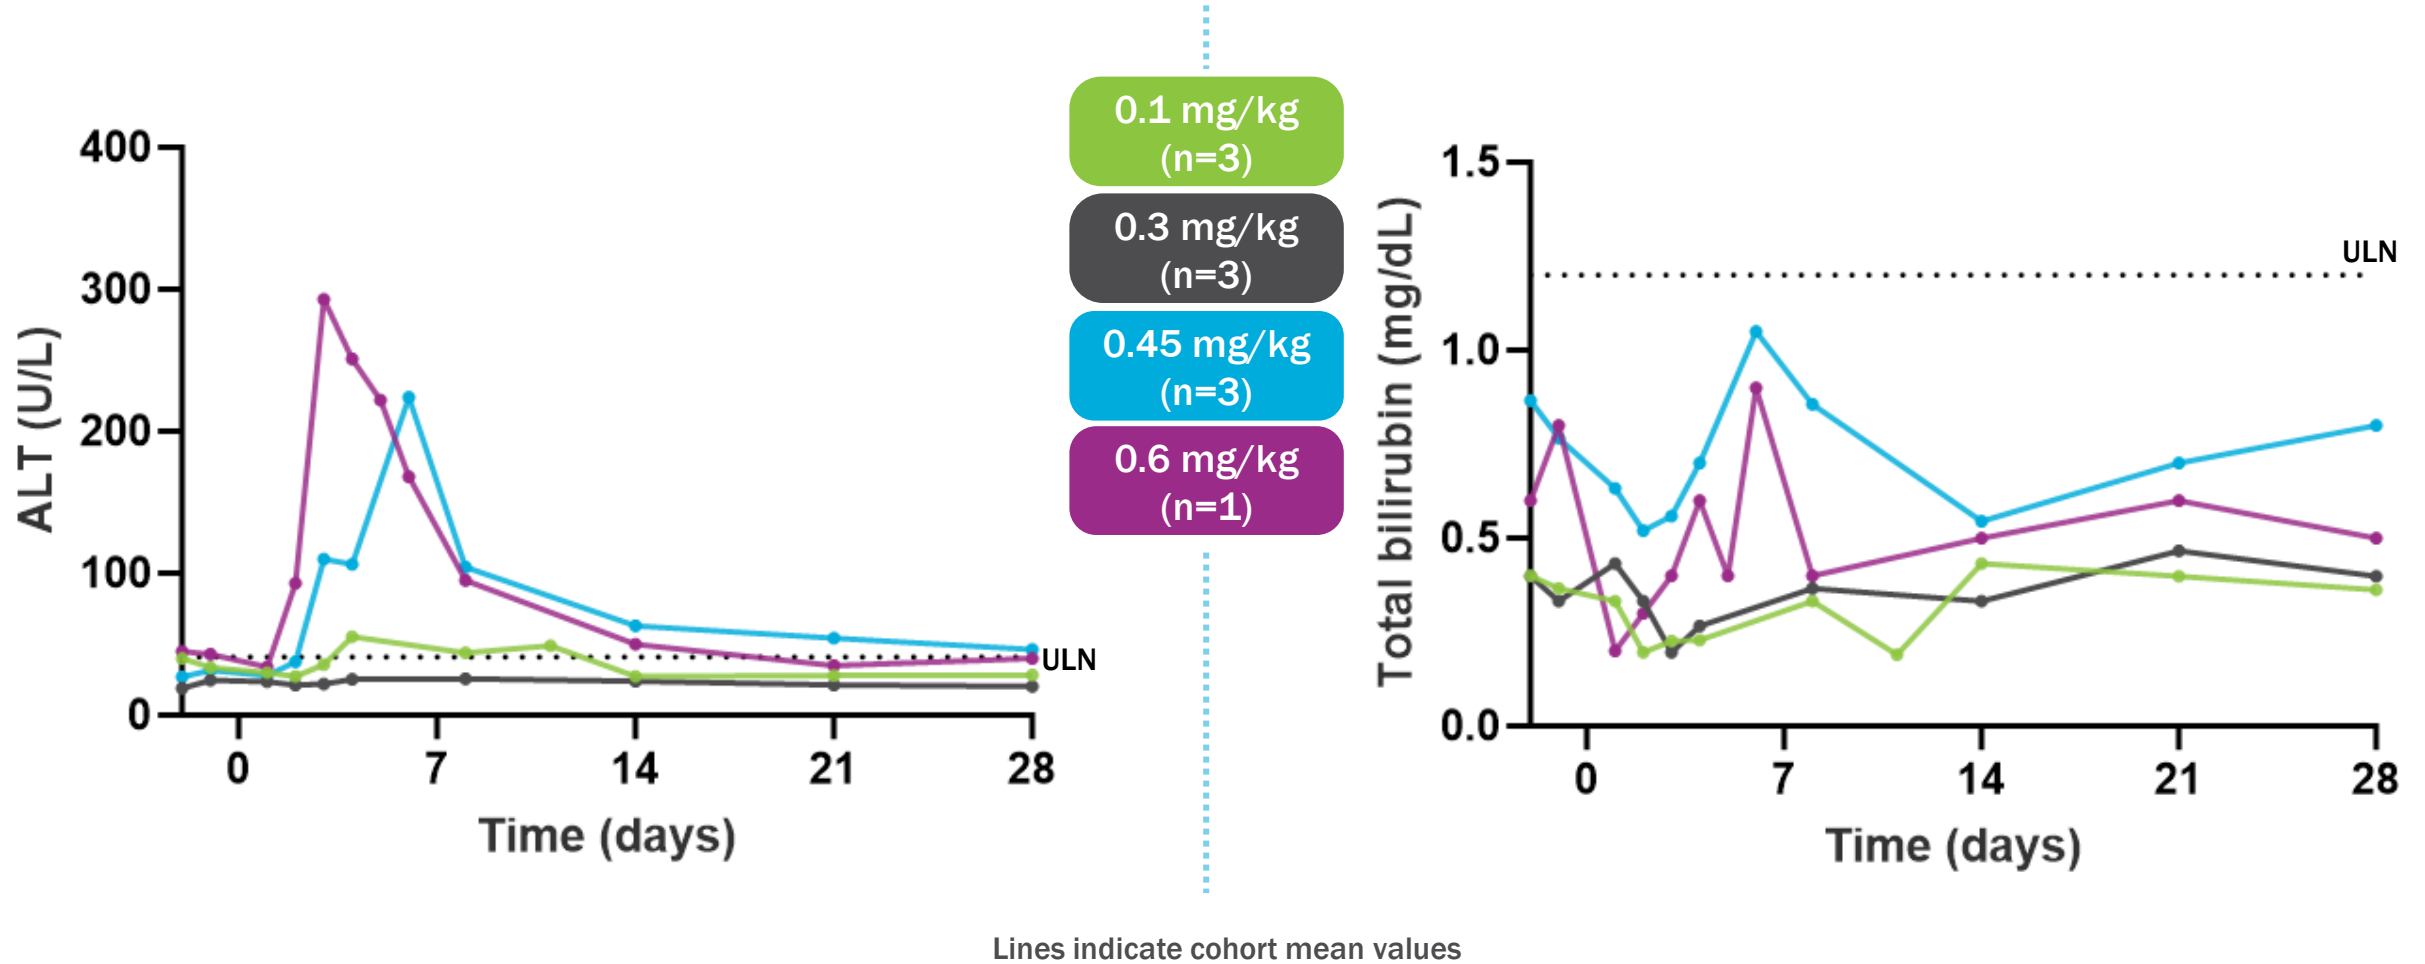 ALT (U/L)
400
300
200
100
0
0
7
14
21
28
Time (days)
ULN
0.1 mg/kg
(n=3)
0.3 mg/kg
(n=3)
0.45 mg/kg
(n=3)
0.6 mg/kg
(n=1)
Total bilirubin (mg/dL)
1.5
1.0
0.5
0.0
0
7
14
21
28
Time (days)
ULN
Lines indicate cohort mean values